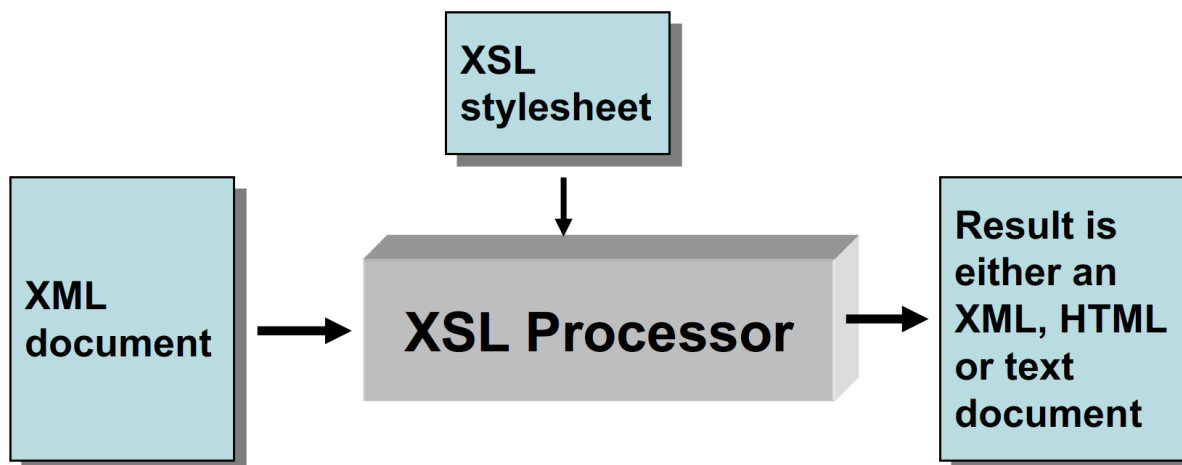 XSL
stylesheet
XML
document
XSL Processor
Result is
either an
XML, HTML
or text
document